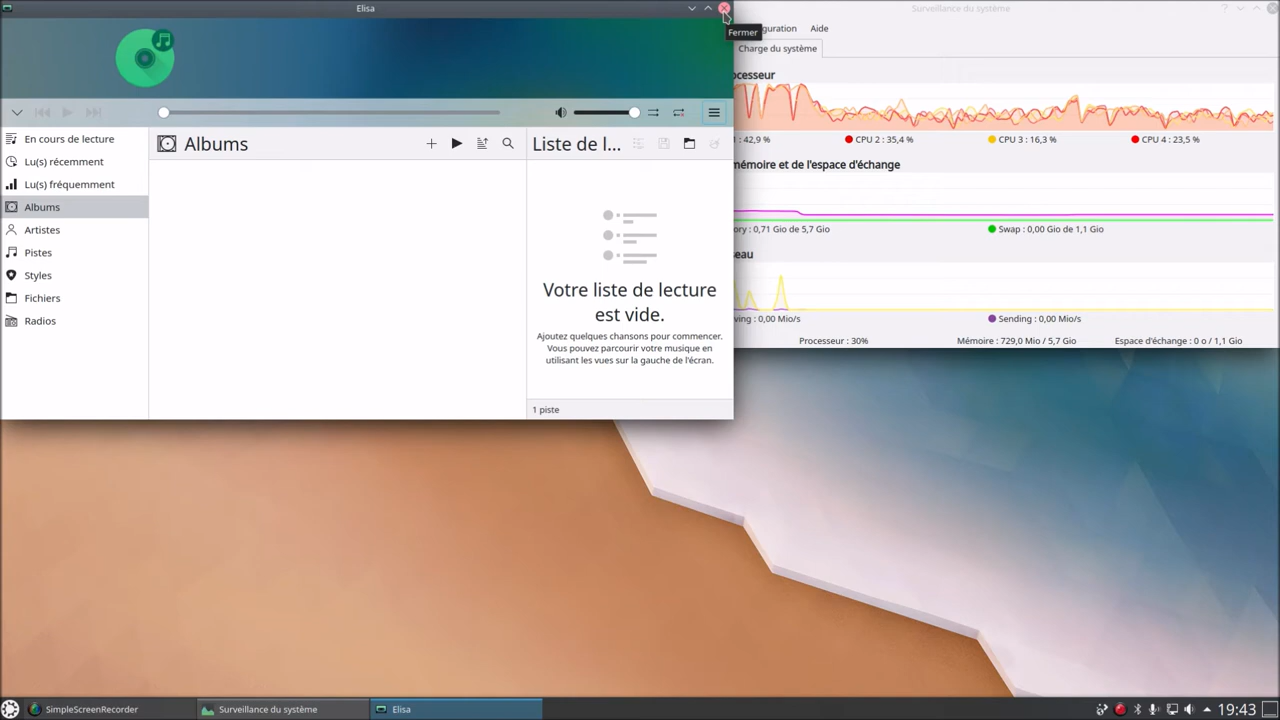 Elisa
Fermer
En cours de lecture
Lu(s) récemment
Lu(s) fréquemment
Albums
Artistes
Pistes
Styles
Fichiers
Radios
Albums
Liste de l...
Votre liste de lecture
est vide.
Ajoutez quelques chansons pour commencer.
Vous pouvez parcourir votre musique en
utilisant les vues sur la gauche de l'écran.
1 piste
Surveillance du système
guration Aide
Charge du système
ocesseur
: 42,9 % CPU 2 : 35,4% CPU 3 : 16,3 % CPU 4 : 23,5 %
mémoire et de l'espace d'échange
ory : 0,71 Gio de 5,7 Gio Swap : 0,00 Gio de 1,1 Gio
eau
ving : 0,00 Mio/s Sending : 0,00 Mio/s
Processeur : 30% Mémoire : 729,0 Mio / 5,7 Gio Espace d'échange : 0 o / 1,1 Gio
SimpleScreenRecorder Surveillance du système Elisa 19:43